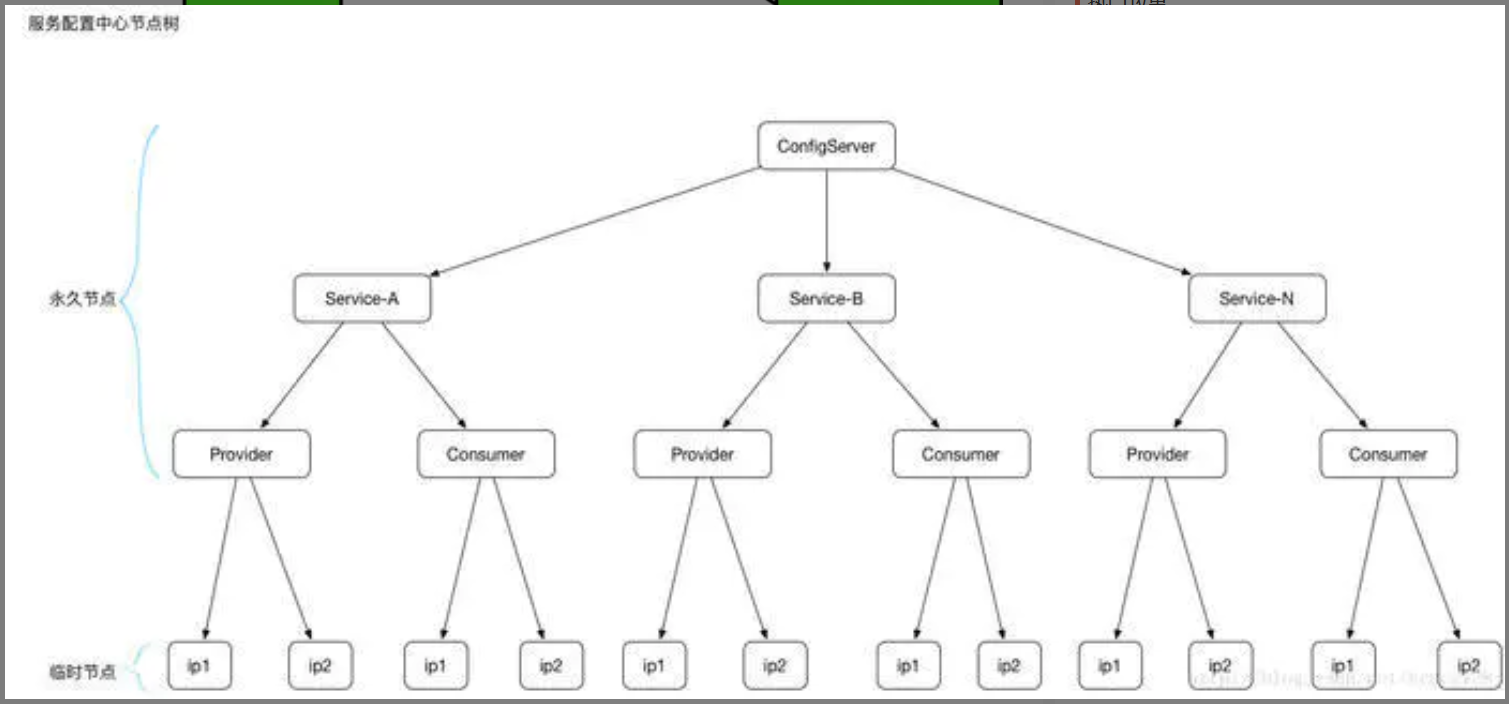 服务配置中心节点树
ConfigServer
永久节点
Service-A
Service-B
Service-N
Provider
Consumer
Provider
Consumer
Provider
Consumer
临时节点
ip1
ip2
ip1
ip2
ip1
ip2
ip1
ip2
ip1
ip2
ip1
ip2